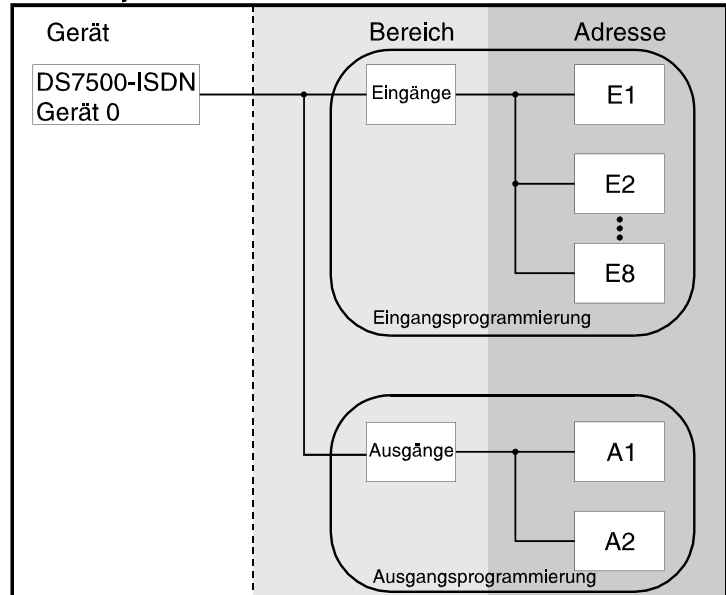 Gerät
Bereich
Adresse
DS7500-ISDN
Gerät 0
Eingänge
E1
E2
E8
Eingangsprogrammierung
Ausgänge
A1
A2
Ausgangsprogrammierung